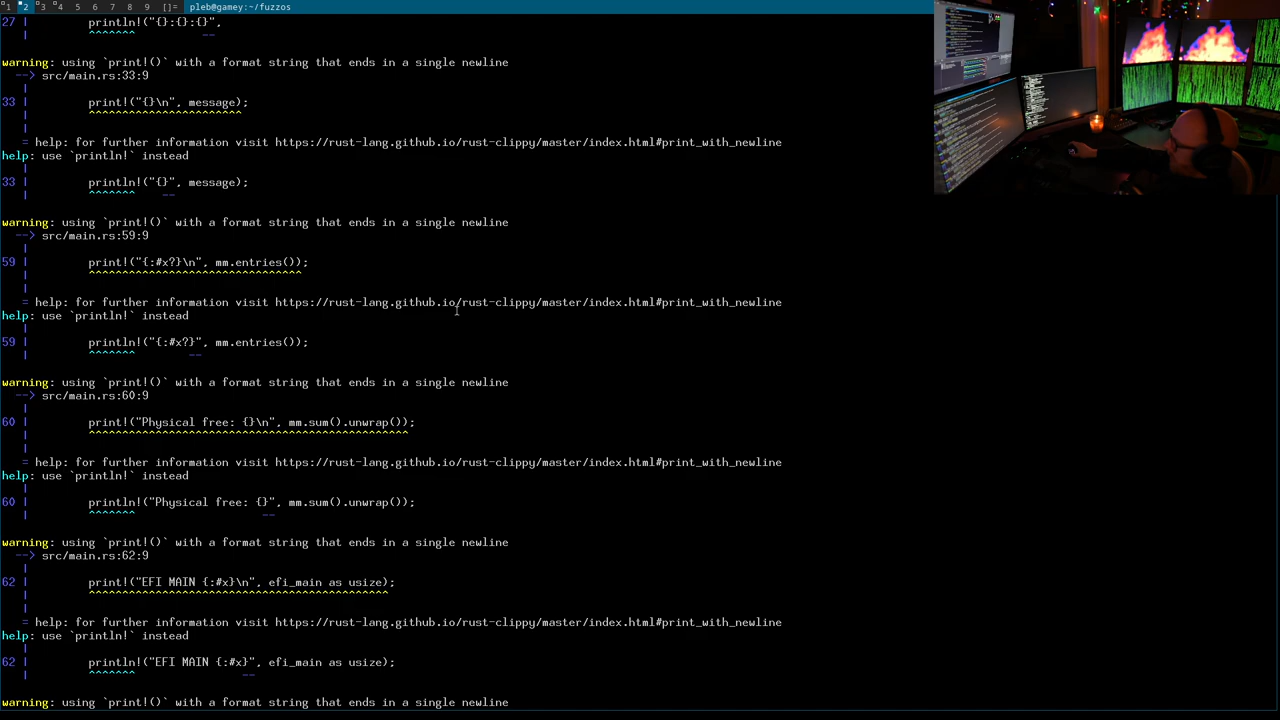 1 2 3 4 5 6 7 8 9 []= pleb@gamey:~/fuzzos
27 | println!("{}:{}:{}",
| ^^^^^^^ --
warning: using `print!()` with a format string that ends in a single newline
--> src/main.rs:33:9
|
33 | print!("{}\n", message);
| ^^^^^^^^^^^^^^^^^^^^^^^
|
= help: for further information visit https://rust-lang.github.io/rust-clippy/master/index.html#print_with_newline
help: use `println!` instead
|
33 | println!("{}", message);
| ^^^^^^^ --
warning: using `print!()` with a format string that ends in a single newline
--> src/main.rs:59:9
|
59 | print!("{:#x?}\n", mm.entries());
| ^^^^^^^^^^^^^^^^^^^^^^^^^^^^^^^^
|
= help: for further information visit https://rust-lang.github.io/rust-clippy/master/index.html#print_with_newline
help: use `println!` instead
|
59 | println!("{:#x?}", mm.entries());
| ^^^^^^^ --
warning: using `print!()` with a format string that ends in a single newline
--> src/main.rs:60:9
|
60 | print!("Physical free: {}\n", mm.sum().unwrap());
| ^^^^^^^^^^^^^^^^^^^^^^^^^^^^^^^^^^^^^^^^^^^^^^^^
|
= help: for further information visit https://rust-lang.github.io/rust-clippy/master/index.html#print_with_newline
help: use `println!` instead
|
60 | println!("Physical free: {}", mm.sum().unwrap());
| ^^^^^^^ --
warning: using `print!()` with a format string that ends in a single newline
--> src/main.rs:62:9
|
62 | print!("EFI MAIN {:#x}\n", efi_main as usize);
| ^^^^^^^^^^^^^^^^^^^^^^^^^^^^^^^^^^^^^^^^^^^^^
|
= help: for further information visit https://rust-lang.github.io/rust-clippy/master/index.html#print_with_newline
help: use `println!` instead
|
62 | println!("EFI MAIN {:#x}", efi_main as usize);
| ^^^^^^^ --
warning: using `print!()` with a format string that ends in a single newline